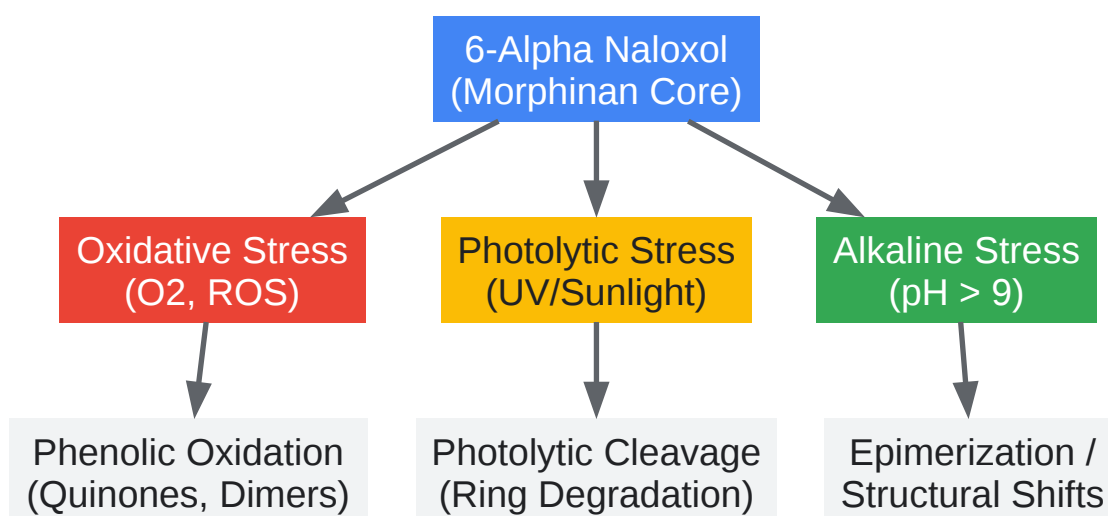 6-Alpha Naloxol
(Morphinan Core)
Oxidative Stress
(O2, ROS)
Photolytic Stress
(UV/Sunlight)
Alkaline Stress
(pH > 9)
Phenolic Oxidation
(Quinones, Dimers)
Photolytic Cleavage
(Ring Degradation)
Epimerization /
Structural Shifts